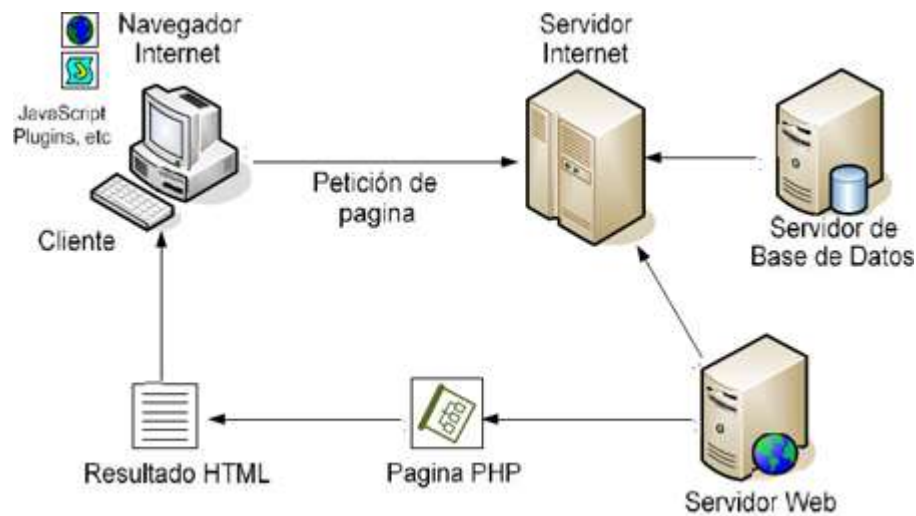 Navegador
Internet
JavaScript
Plugins, etc
Cliente
Petición de
pagina
Servidor
Internet
Servidor de
Base de Datos
Resultado HTML
Pagina PHP
Servidor Web